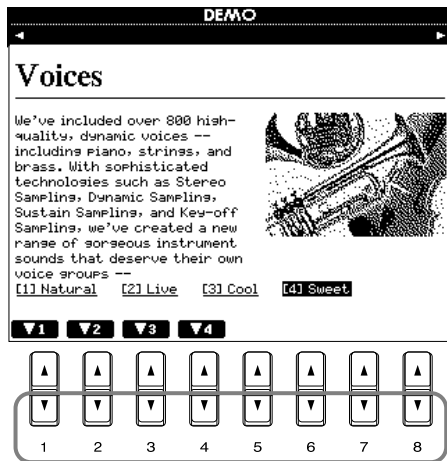 DEMO
Voices
We've included over 800 high-
quality, dynamic voices --
including piano, strings, and
brass. With sophisticated
technologies such as Stereo
Sampling, Dynamic Sampling,
Sustain Sampling, and Key-off
Sampling, we've created a new
range of gorgeous instrument
sounds that deserve their own
voice groups --
[1] Natural [2] Live [3] Cool [4] Sweet
▼1 ▼2 ▼3 ▼4
1 2 3 4 5 6 7 8